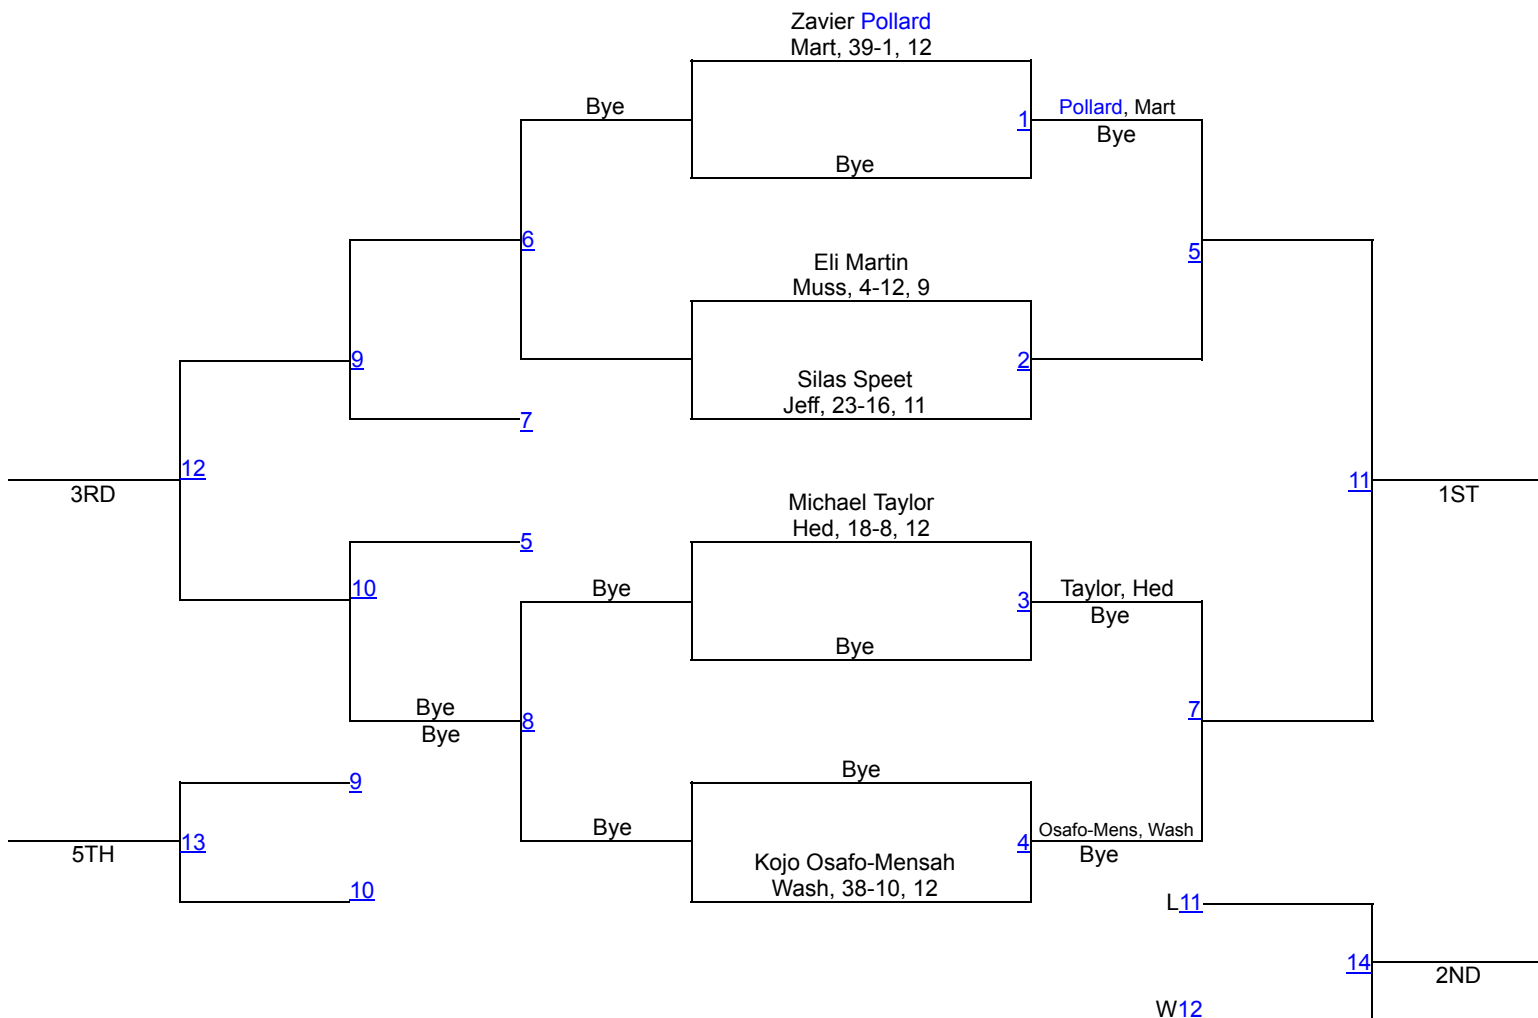 Zavier Pollard
Mart, 39-1, 12
Bye
1
Pollard, Mart
Bye
Bye
6
5
Eli Martin
Muss, 4-12, 9
9
2
Silas Speet
Jeff, 23-16, 11
7
12
3RD
11
1ST
Michael Taylor
Hed, 18-8, 12
5
10
Bye
3
Taylor, Hed
Bye
Bye
Bye
Bye
8
7
9
Bye
13
5TH
Bye
4
Osafo-Mens, Wash
Bye
Kojo Osafo-Mensah
Wash, 38-10, 12
10
L11
14
2ND
W12